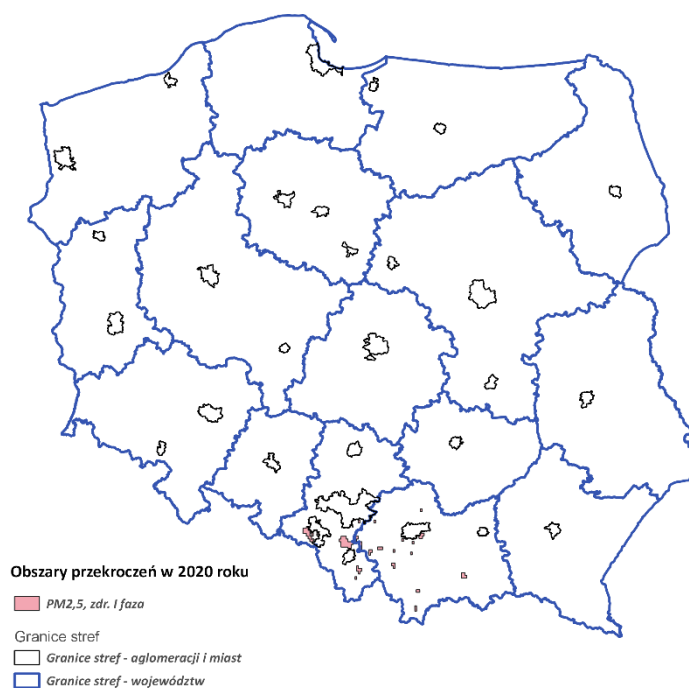 Obszary przekroczeń w 2020 roku
PM2,5, zdr. I faza
Granice stref
Granice stref - aglomeracji i miast
Granice stref - województw